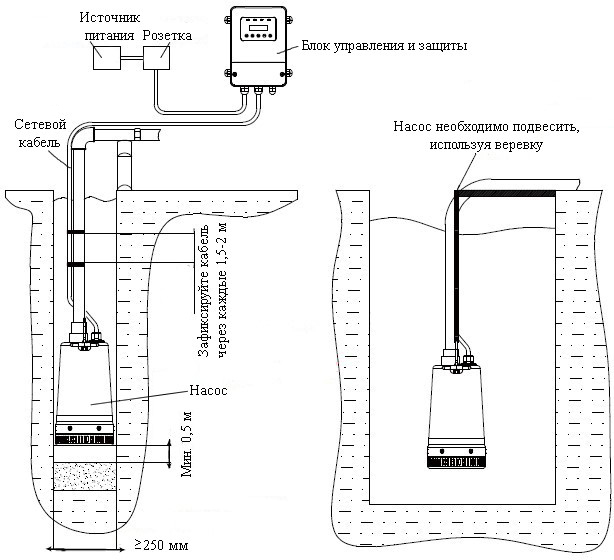 Источник
питания
Розетка
Блок управления и защиты
Сетевой
кабель
Насос необходимо подвесить,
используя веревку
Зафиксируйте кабель
через каждые 1,5-2 м
Насос
Мин. 0,5 м
≥250 мм